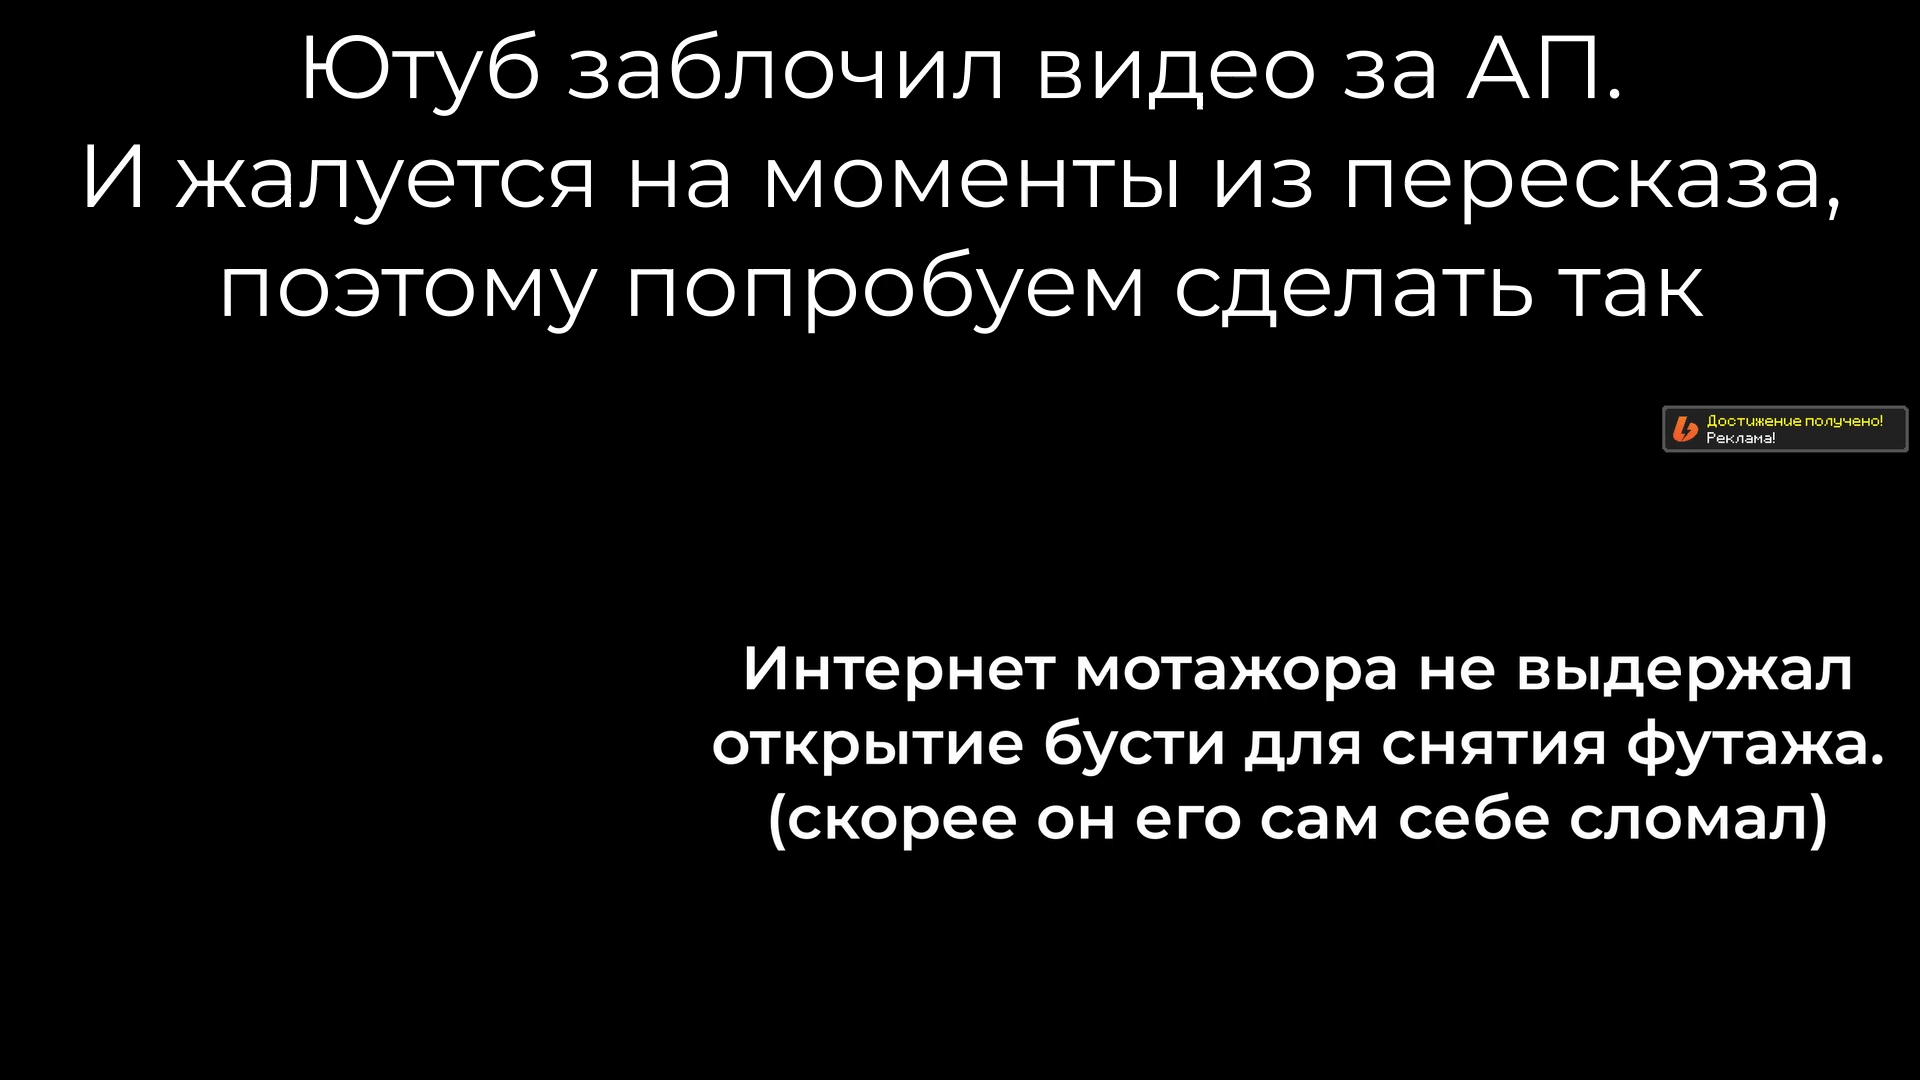 Ютуб заблочил видео за АП.
И жалуется на моменты из пересказа,
поэтому попробуем сделать так
Достижение получено!
Реклама!
Интернет мотажора не выдержал
открытие бусти для снятия футажа.
(скорее он его сам себе сломал)